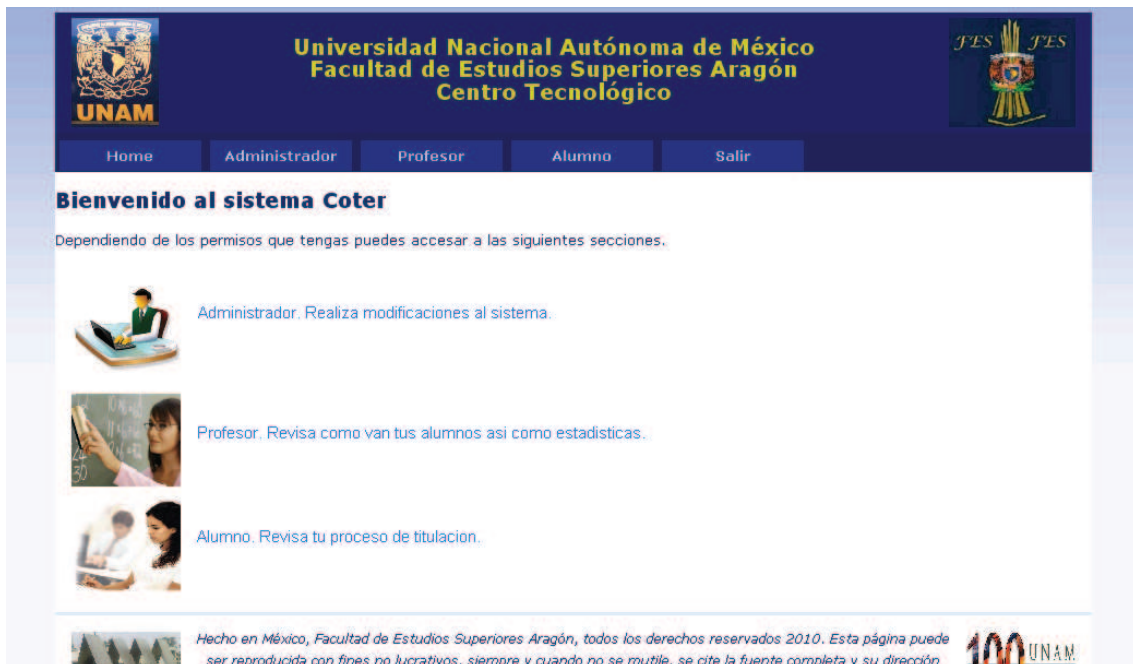 Universidad Nacional Autónoma de México
Facultad de Estudios Superiores Aragón
Centro Tecnológico
UNAM
FES FES
Home Administrador Profesor Alumno Salir
Bienvenido al sistema Coter
Dependiendo de los permisos que tengas puedes accesar a las siguientes secciones.
Administrador. Realiza modificaciones al sistema.
Profesor. Revisa como van tus alumnos asi como estadisticas.
Alumno. Revisa tu proceso de titulacion.
Hecho en México, Facultad de Estudios Superiores Aragón, todos los derechos reservados 2010. Esta página puede
ser reproducida con fines no lucrativos, siempre y cuando no se mutile, se cite la fuente completa y su dirección
100 UNAM